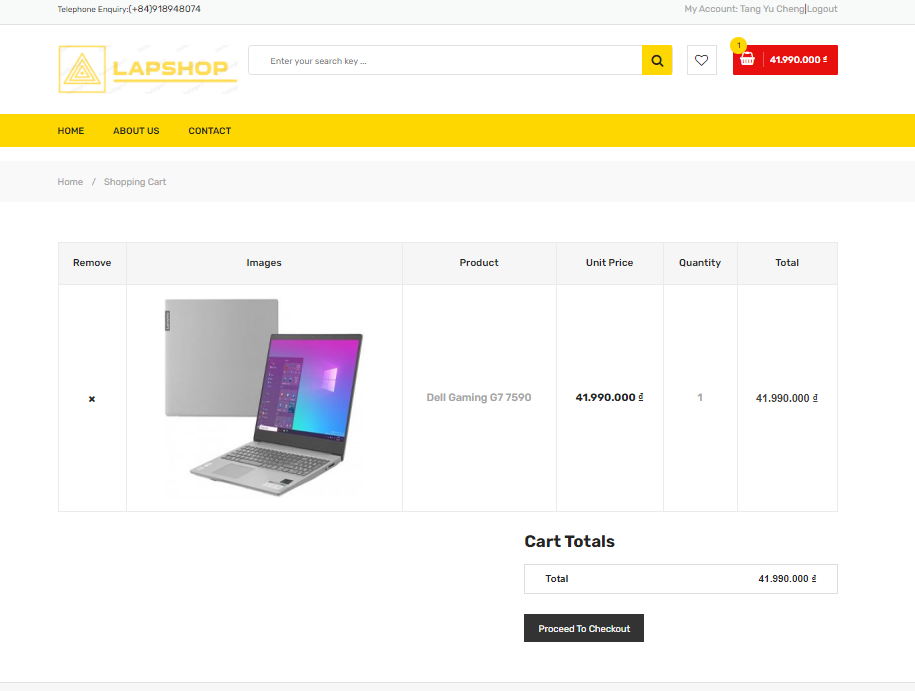 Telephone Enquiry:(+84)918948074
My Account: Tang Yu Cheng|Logout
LAPSHOP
Enter your search key ...
1
41.990.000 ₫
HOME ABOUT US CONTACT
Home / Shopping Cart
Remove Images Product Unit Price Quantity Total
Lenovo
× Dell Gaming G7 7590 41.990.000 ₫ 1 41.990.000 ₫
Cart Totals
Total 41.990.000 ₫
Proceed To Checkout